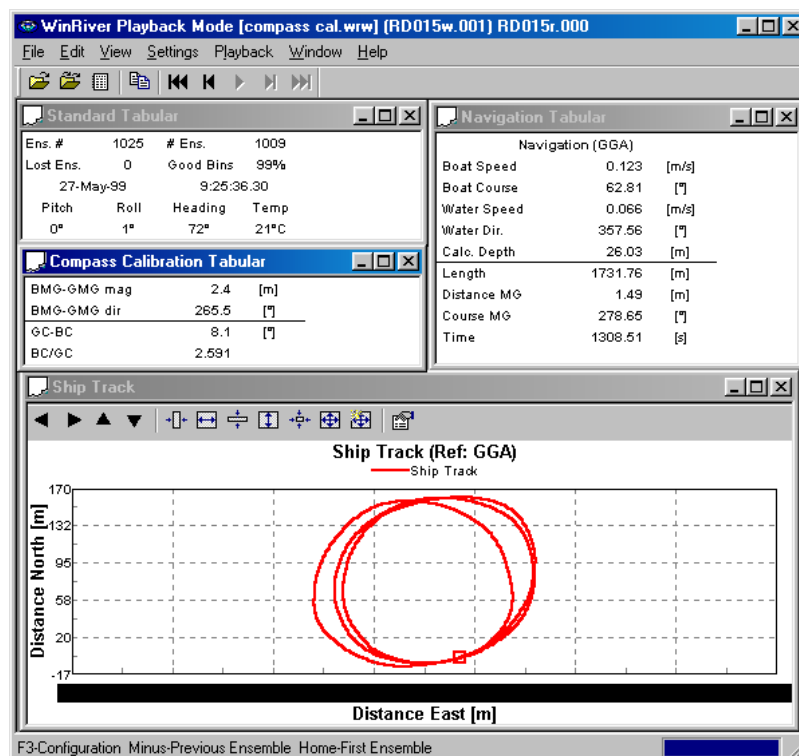 WinRiver Playback Mode [compass cal.wrw] (RD015w.001) RD015r.000
File Edit View Settings Playback Window Help
Standard Tabular
Ens. # 1025 # Ens. 1009
Lost Ens. 0 Good Bins 99%
27-May-99 9:25:36.30
Pitch Roll Heading Temp
0° 1° 72° 21°C
Compass Calibration Tabular
BMG-GMG mag 2.4 [m]
BMG-GMG dir 265.5 [°]
GC-BC 8.1 [°]
BC/GC 2.591
Navigation Tabular
Navigation (GGA)
Boat Speed 0.123 [m/s]
Boat Course 62.81 [°]
Water Speed 0.066 [m/s]
Water Dir. 357.56 [°]
Calc. Depth 26.03 [m]
Length 1731.76 [m]
Distance MG 1.49 [m]
Course MG 278.65 [°]
Time 1308.51 [s]
Ship Track
Ship Track (Ref: GGA)
Ship Track
Distance North [m]
170
132
95
58
20
-17
Distance East [m]
F3-Configuration Minus-Previous Ensemble Home-First Ensemble